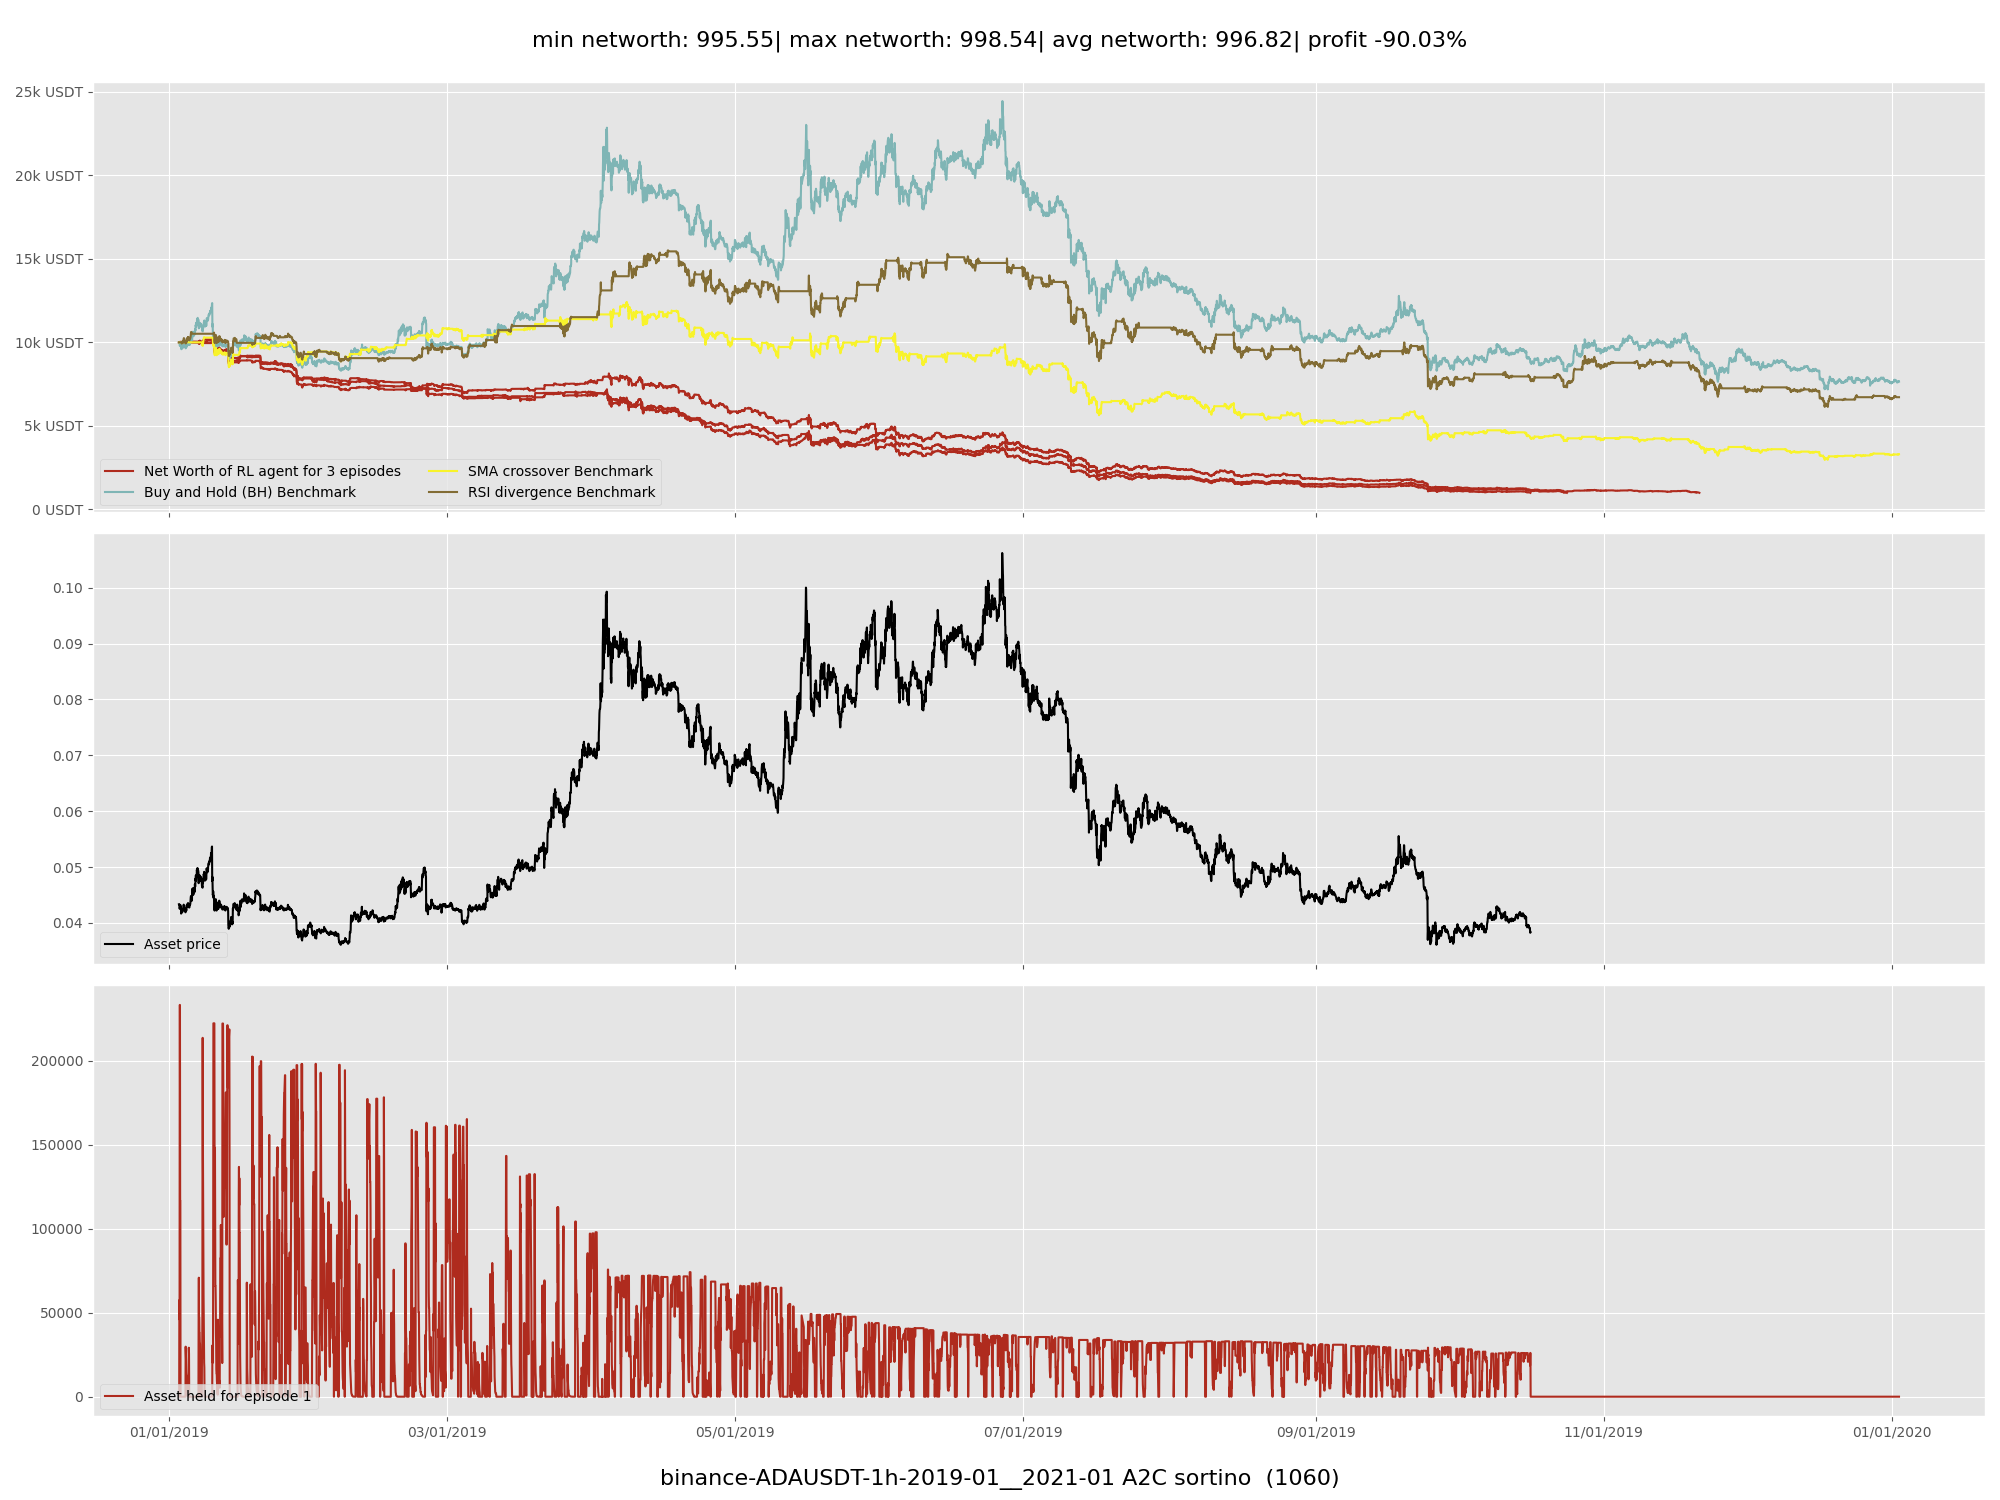 min networth: 995.55| max networth: 998.54| avg networth: 996.82| profit -90.03%
25k USDT
20k USDT
15k USDT
10k USDT
5k USDT
0 USDT
Net Worth of RL agent for 3 episodes
Buy and Hold (BH) Benchmark
SMA crossover Benchmark
RSI divergence Benchmark
0.10
0.09
0.08
0.07
0.06
0.05
0.04
Asset price
200000
150000
100000
50000
0
Asset held for episode 1
01/01/2019 03/01/2019 05/01/2019 07/01/2019 09/01/2019 11/01/2019 01/01/2020
binance-ADAUSDT-1h-2019-01__2021-01 A2C sortino  (1060)